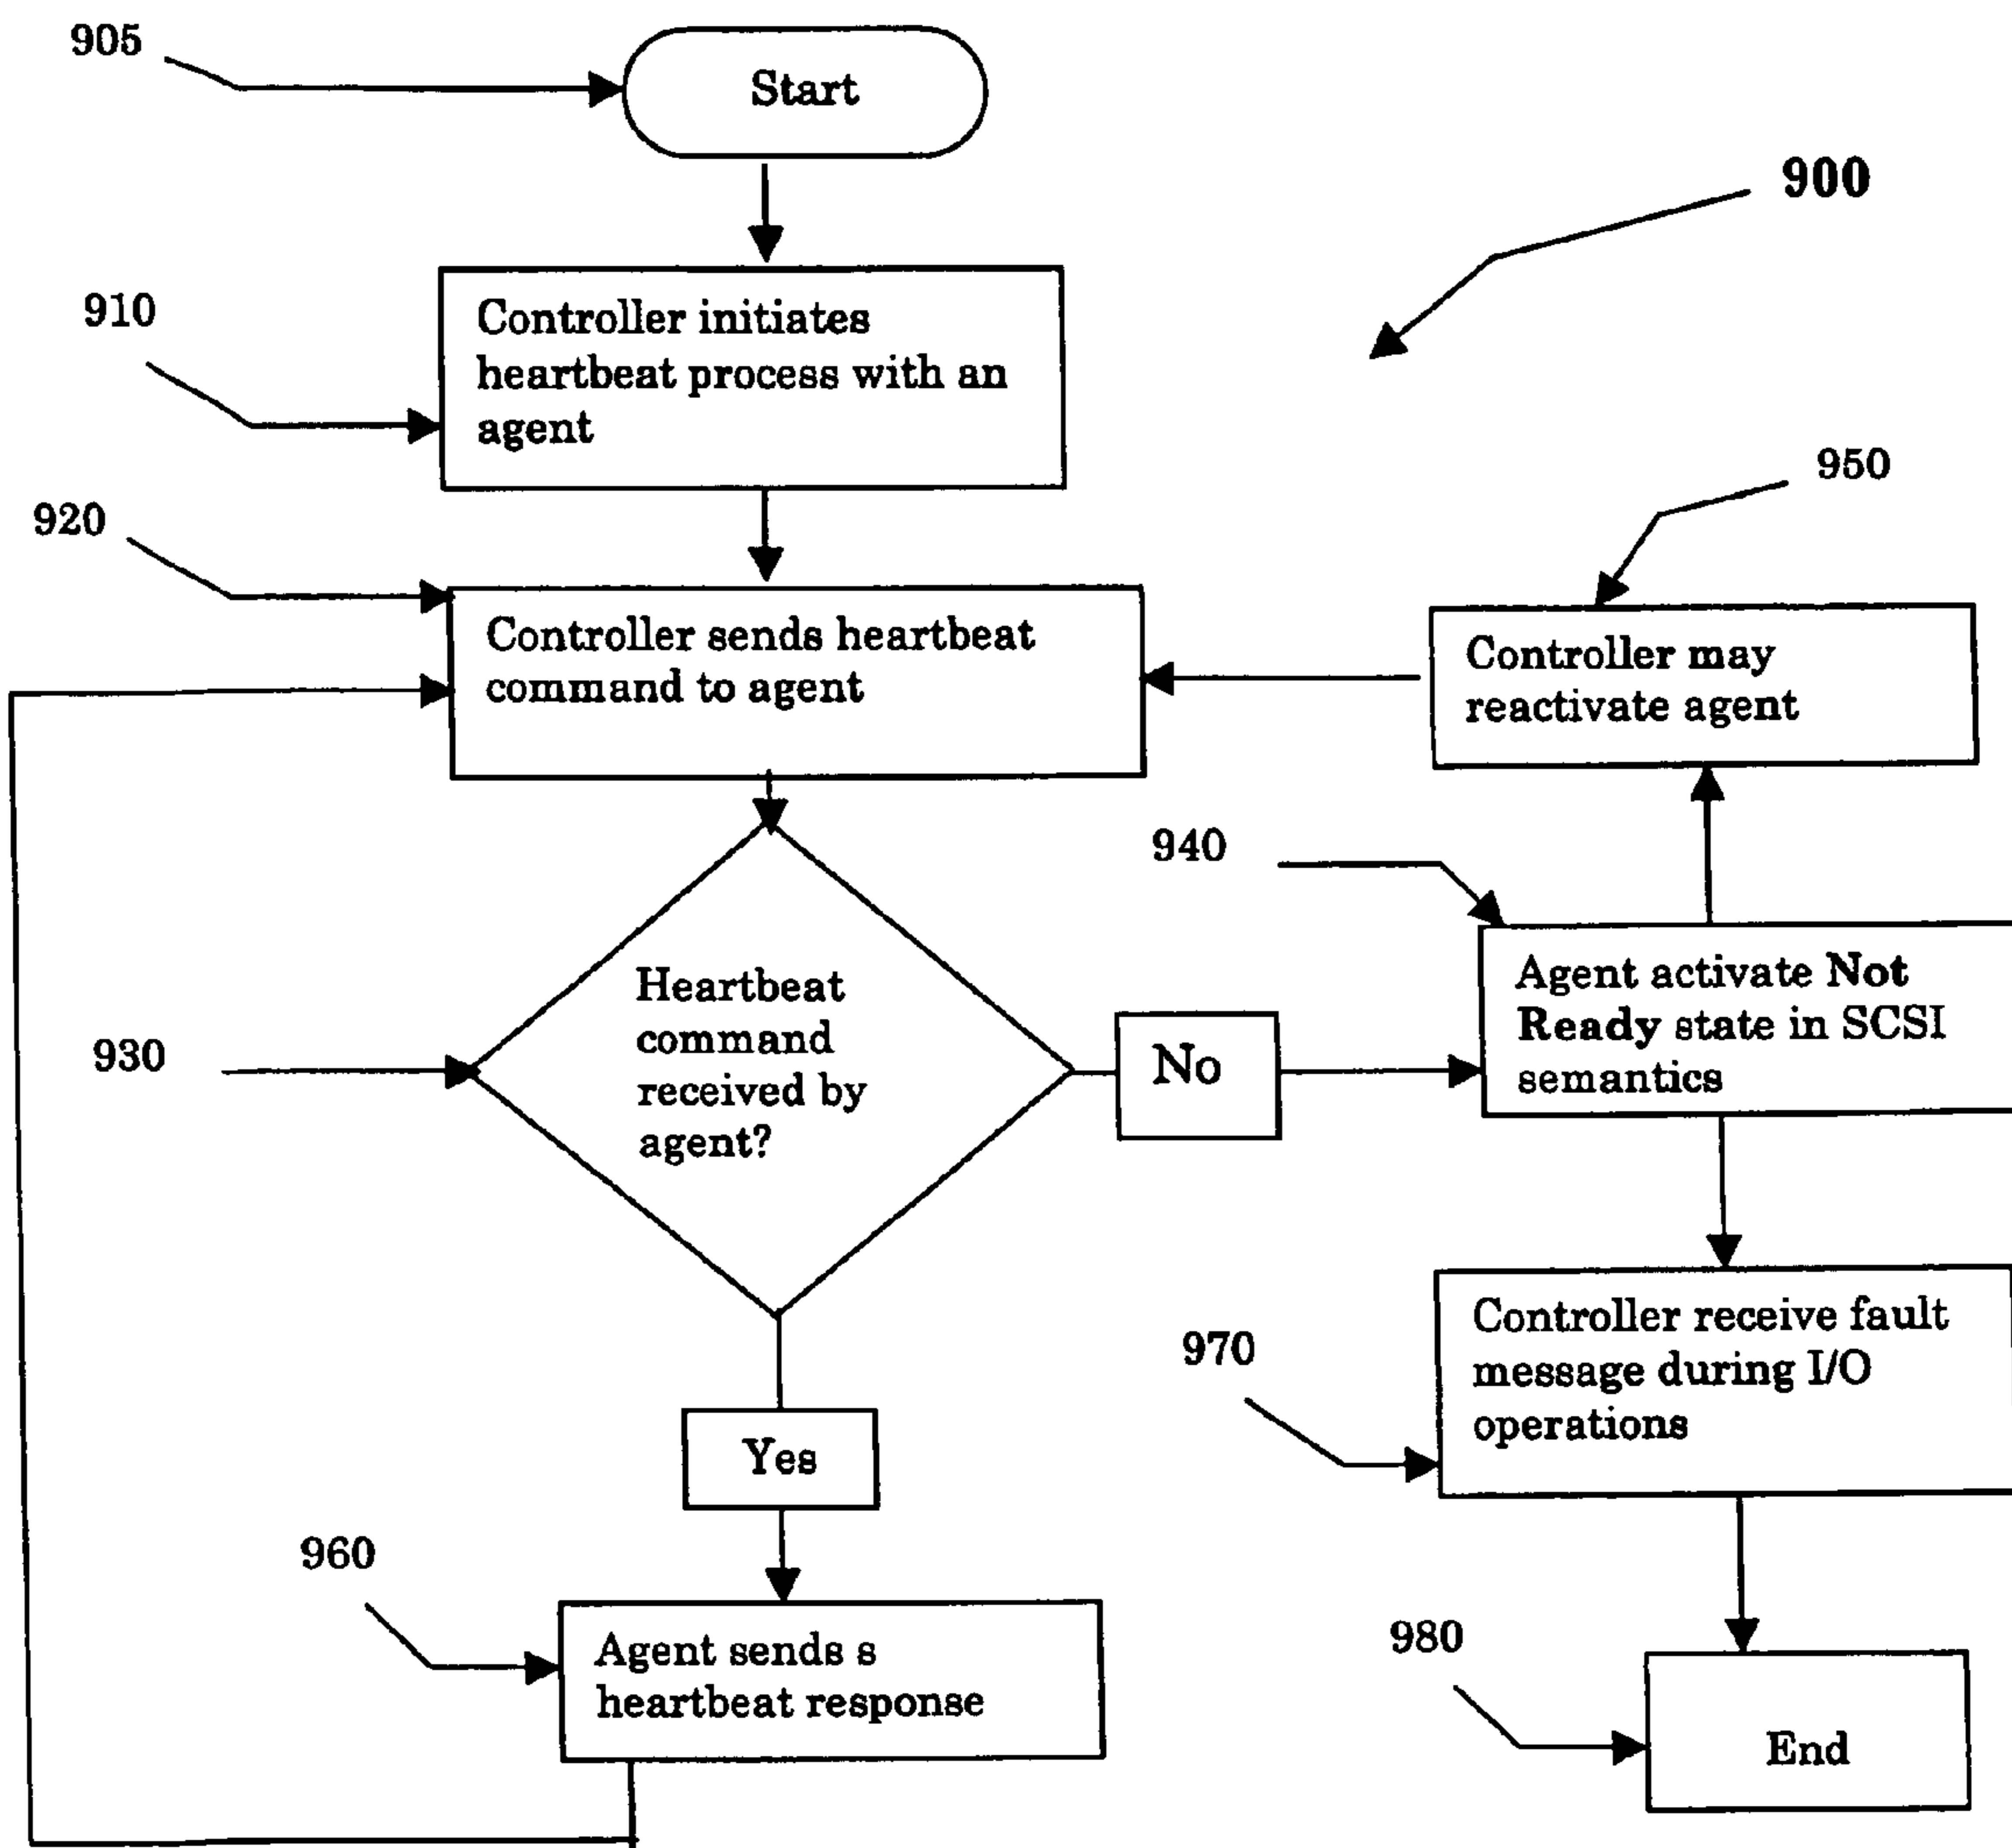 905
Start
900
910
Controller initiates
heartbeat process with an
agent
920
Controller sends heartbeat
command to agent
950
Controller may
reactivate agent
930
Heartbeat
command
received by
agent?
No
940
Agent activate Not
Ready state in SCSI
semantics
Yes
970
Controller receive fault
message during I/O
operations
960
Agent sends s
heartbeat response
980
End